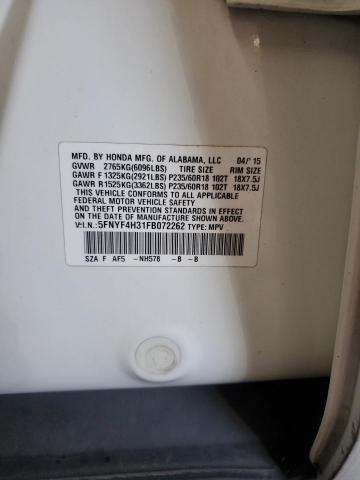 MFD. BY HONDA MFG. OF ALABAMA, LLC 04/'15
GVWR 2765KG(6096LBS) TIRE SIZE RIM SIZE
GAWR F 1325KG(2921LBS) P235/60R18 102T 18X7.5J
GAWR R1525KG(3362LBS) P235/60R18 102T 18X7.5J
THIS VEHICLE CONFORMS TO ALL APPLICABLE
FEDERAL MOTOR VEHICLE SAFETY AND THEFT
PREVENTION STANDARDS IN EFFECT ON THE DATE
OF MANUFACTURE SHOWN ABOVE.
V.I.N.: 5FNYF4H31FB072262 TYPE: MPV
SZA F AF5 -NH578 -B -B